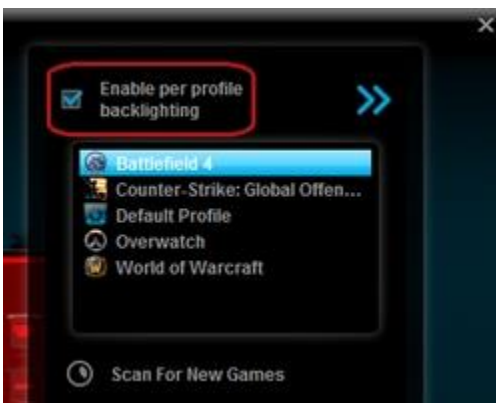 Enable per profile
backlighting
Battlefield 4
Counter-Strike: Global Offen...
Default Profile
Overwatch
World of Warcraft
Scan For New Games